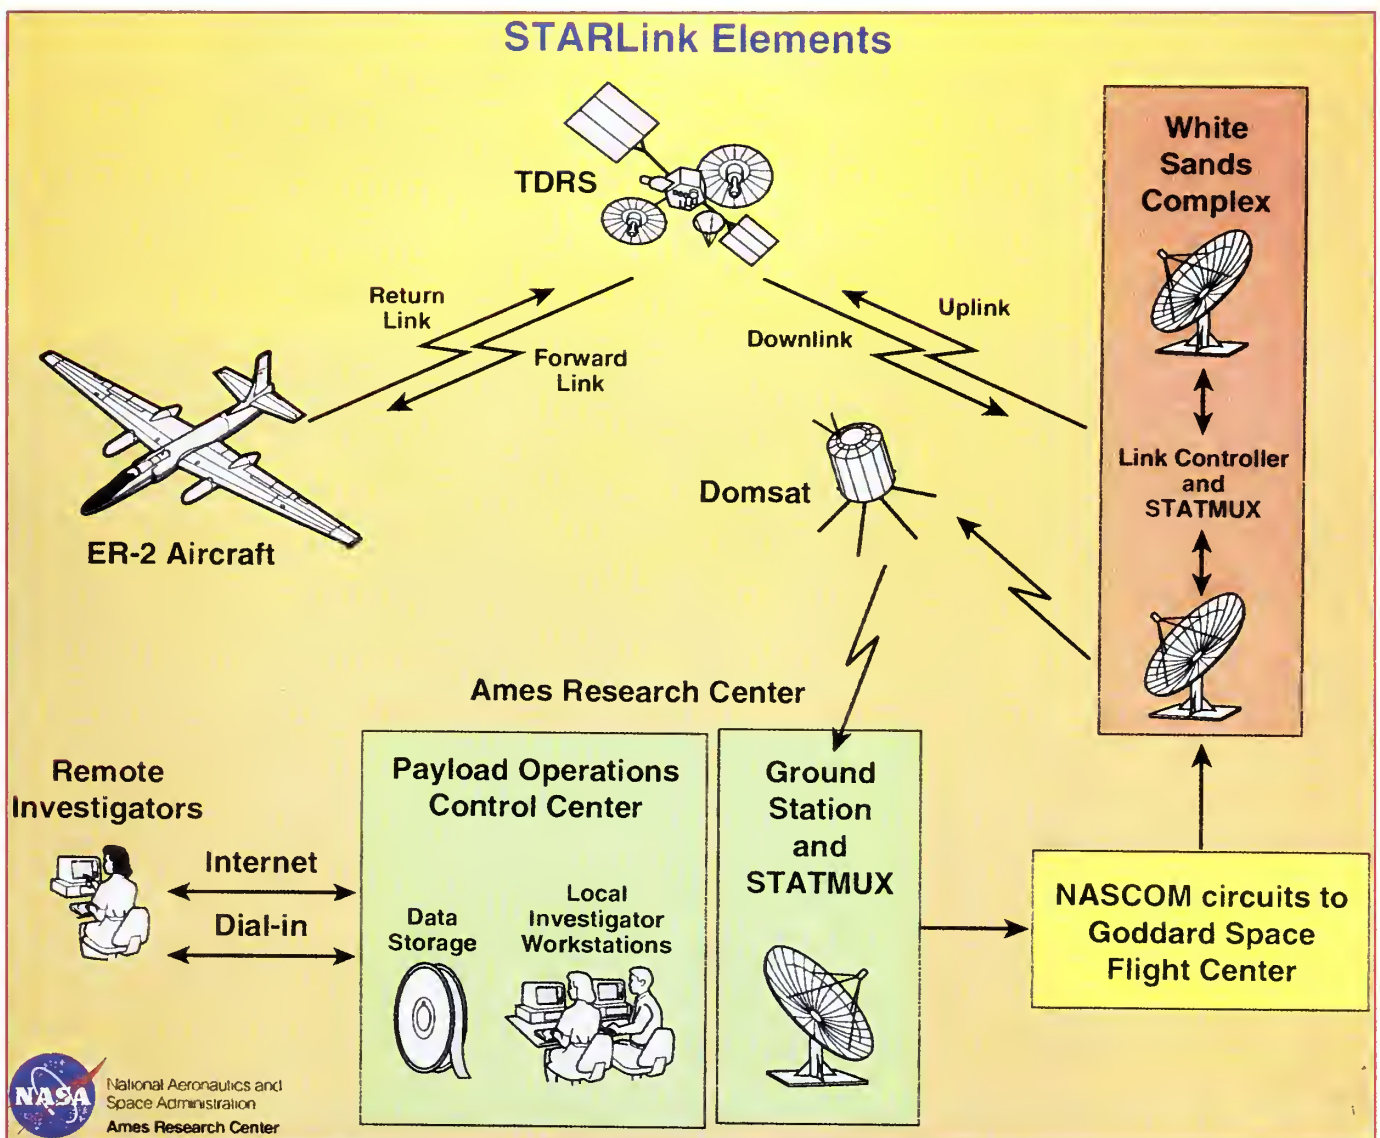 STARLink Elements
TDRS
White
Sands
Complex
Return
Link
Forward
Link
Downlink
Uplink
Link Controller
and
STATMUX
ER-2 Aircraft
Domsat
Ames Research Center
Remote
Investigators
Internet
Dial-in
Payload Operations
Control Center
Data
Storage
Local
Investigator
Workstations
Ground
Station
and
STATMUX
NASCOM circuits to
Goddard Space
Flight Center
NASA
National Aeronautics and
Space Administration
Ames Research Center